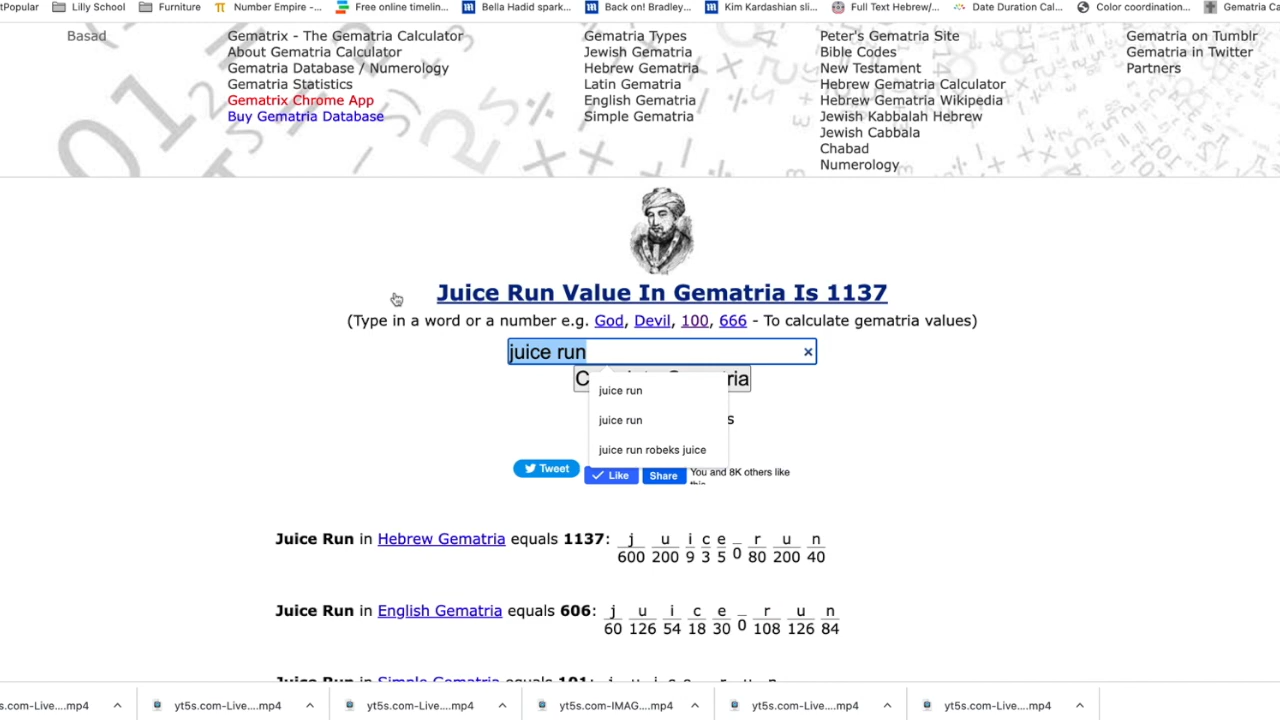 tPopular Lilly School Furniture Number Empire -... Free online timelin... Bella Hadid spark... Back on! Bradley... Kim Kardashian sli... Full Text Hebrew/... Date Duration Cal... Color coordination... Gematria Ca
Basad
Gematrix - The Gematria Calculator
About Gematria Calculator
Gematria Database / Numerology
Gematria Statistics
Gematrix Chrome App
Buy Gematria Database
Gematria Types
Jewish Gematria
Hebrew Gematria
Latin Gematria
English Gematria
Simple Gematria
Peter's Gematria Site
Bible Codes
New Testament
Hebrew Gematria Calculator
Hebrew Gematria Wikipedia
Jewish Kabbalah Hebrew
Jewish Cabbala
Chabad
Numerology
Gematria on Tumblr
Gematria in Twitter
Partners
Juice Run Value In Gematria Is 1137
(Type in a word or a number e.g. God, Devil, 100, 666 - To calculate gematria values)
juice run ×
juice run
juice run
juice run robeks juice
Tweet Like Share You and 8K others like
Juice Run in Hebrew Gematria equals 1137: j u i c e _ r u n
600 200 9 3 5 0 80 200 40
Juice Run in English Gematria equals 606: j u i c e _ r u n
60 126 54 18 30 0 108 126 84
Juice Run in Simple Gematria equals 101: j u i c e r u n
s.com-Live....mp4 yt5s.com-Live....mp4 yt5s.com-Live....mp4 yt5s.com-IMAG....mp4 yt5s.com-Live....mp4 yt5s.com-Live....mp4